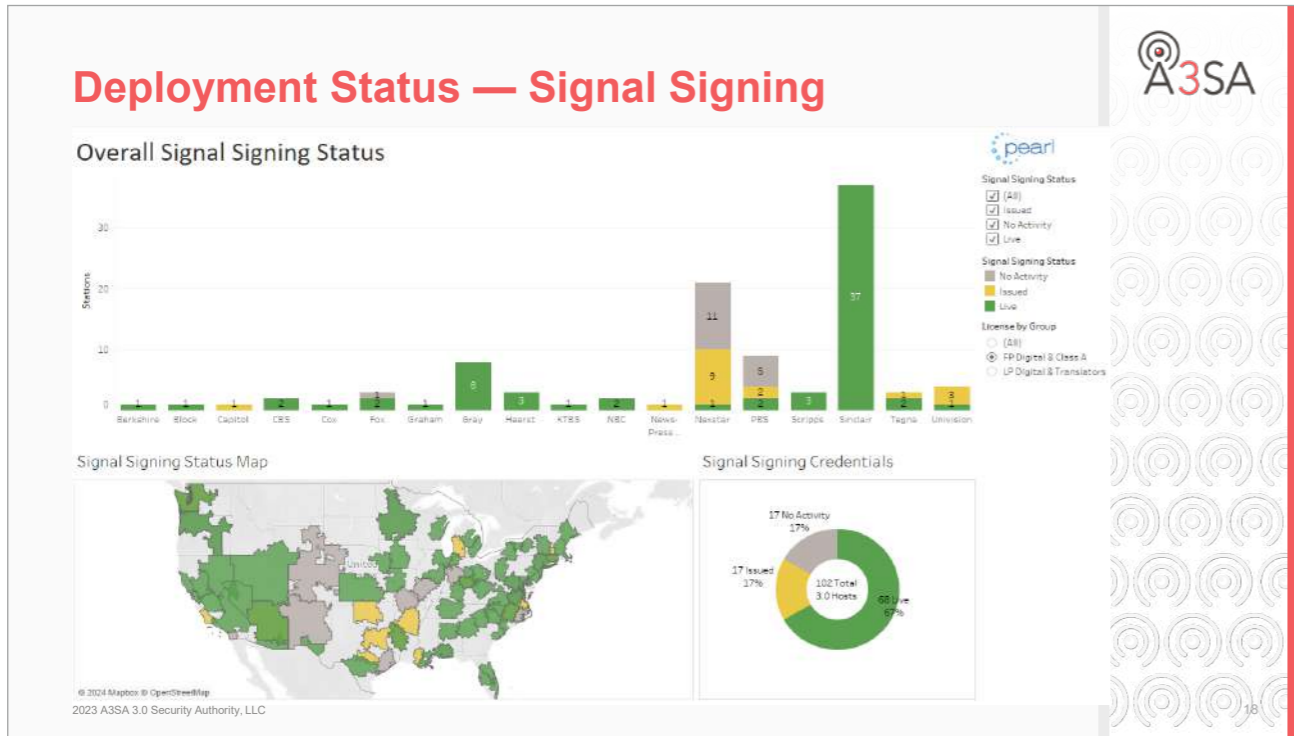 Deployment Status — Signal Signing
A3SA
Overall Signal Signing Status
pearl
Signal Signing Status
(All)
Issued
No Activity
Live
Signal Signing Status
No Activity
Issued
Live
License by Group
(All)
FP Digital & Class A
LP Digital & Translators
Stations
30
20
10
0
1
1
1
2
1
1
2
1
8
3
1
2
1
11
9
1
5
2
2
3
37
1
2
3
1
Berkshire
Block
Capitol
CBS
Cox
Fox
Graham
Gray
Hearst
KTBS
NBC
News-
Press ..
Nexstar
PBS
Scripps
Sinclair
Tegna
Univision
Signal Signing Status Map
United
© 2024 Mapbox © OpenStreetMap
Signal Signing Credentials
17 No Activity
17%
17 Issued
17%
102 Total
3.0 Hosts
68 Live
67%
2023 A3SA 3.0 Security Authority, LLC
18